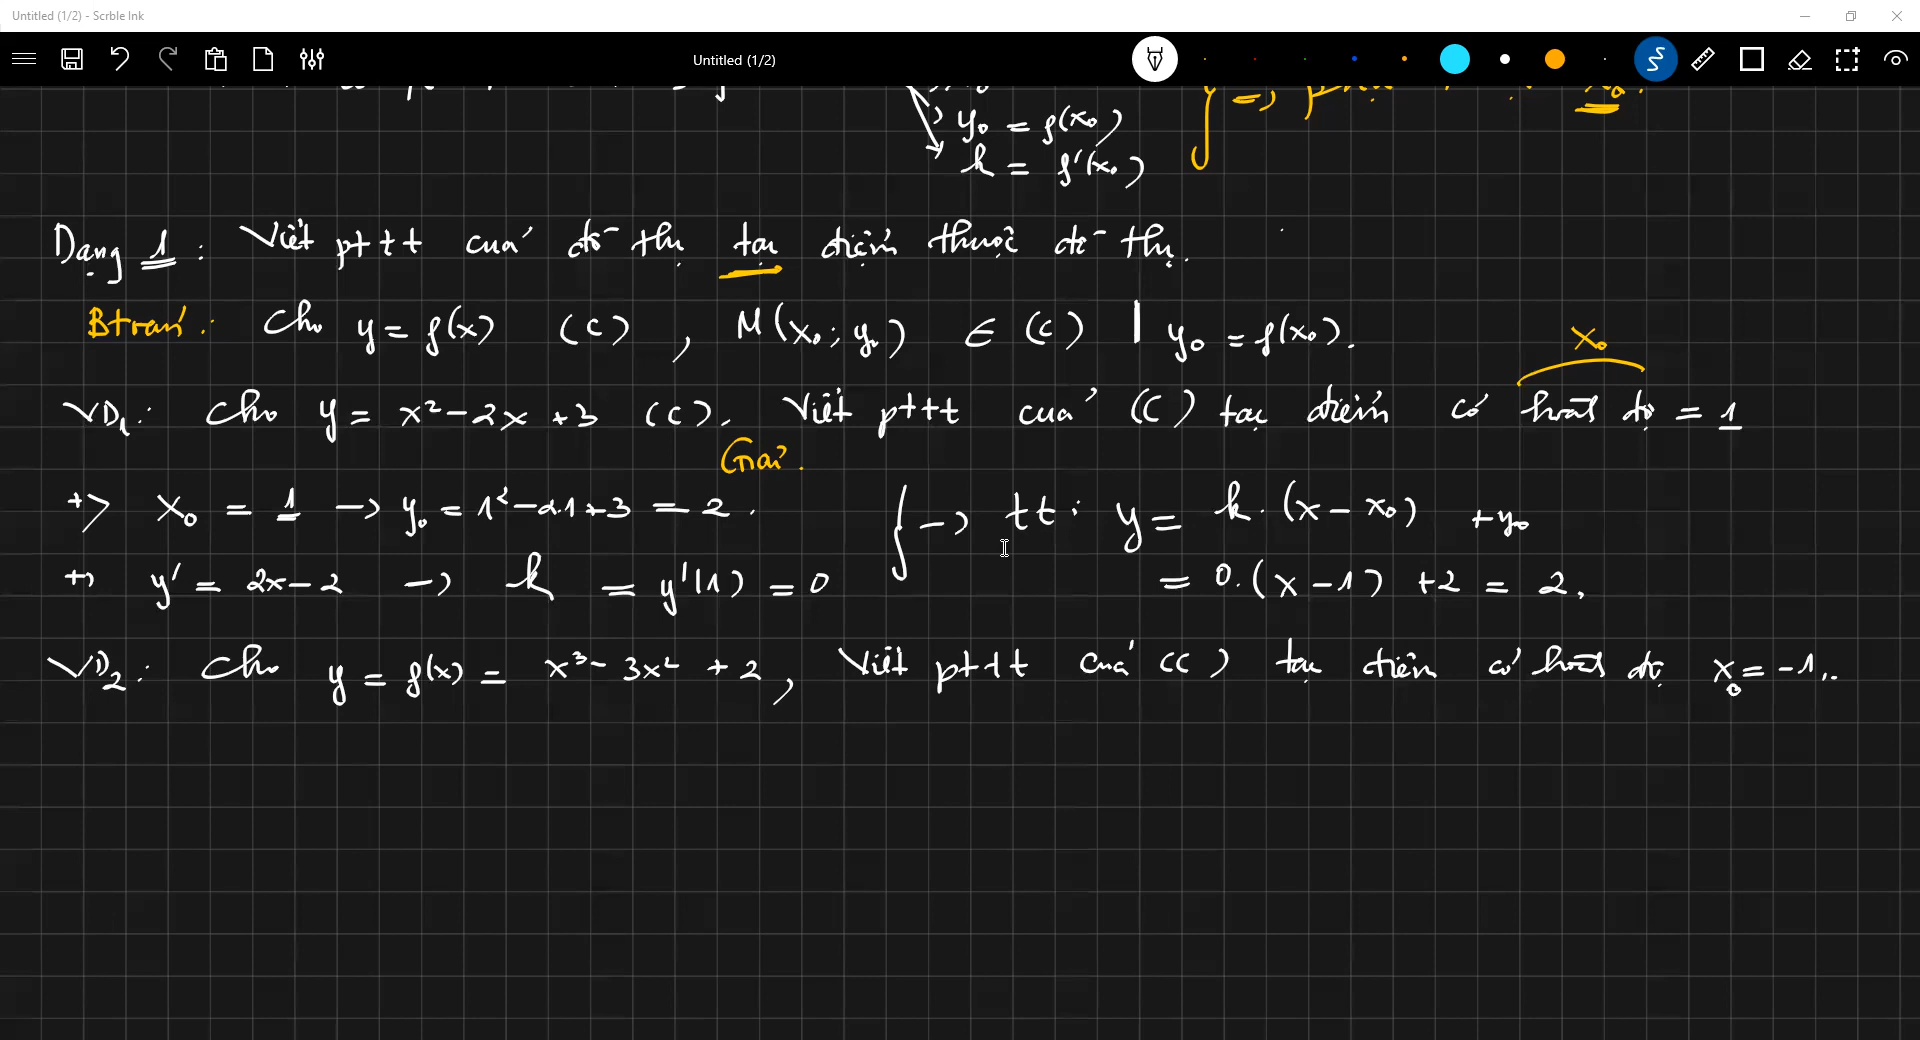 Untitled (1/2) - Scrble Ink
Untitled (1/2)
y₀ = f(x₀)
k = f'(x₀)
x₀.
Dạng 1: Viết pttt của đồ thị tại điểm thuộc đồ thị.
Btoán: Cho y = f(x) (C), M(x₀; y₀) ∈ (C) | y₀ = f(x₀).
x₀
VD₁: Cho y = x² - 2x + 3 (C). Viết pttt của (C) tại điểm có hoành độ = 1
Giải.
+> x₀ = 1 → y₀ = 1² - 2.1 + 3 = 2. } → tt: y = k.(x - x₀) + y₀
+> y' = 2x - 2 → k = y'(1) = 0 = 0.(x - 1) + 2 = 2.
VD₂: Cho y = f(x) = x³ - 3x² + 2, Viết pttt của (C) tại điểm có hoành độ x₀ = -1.